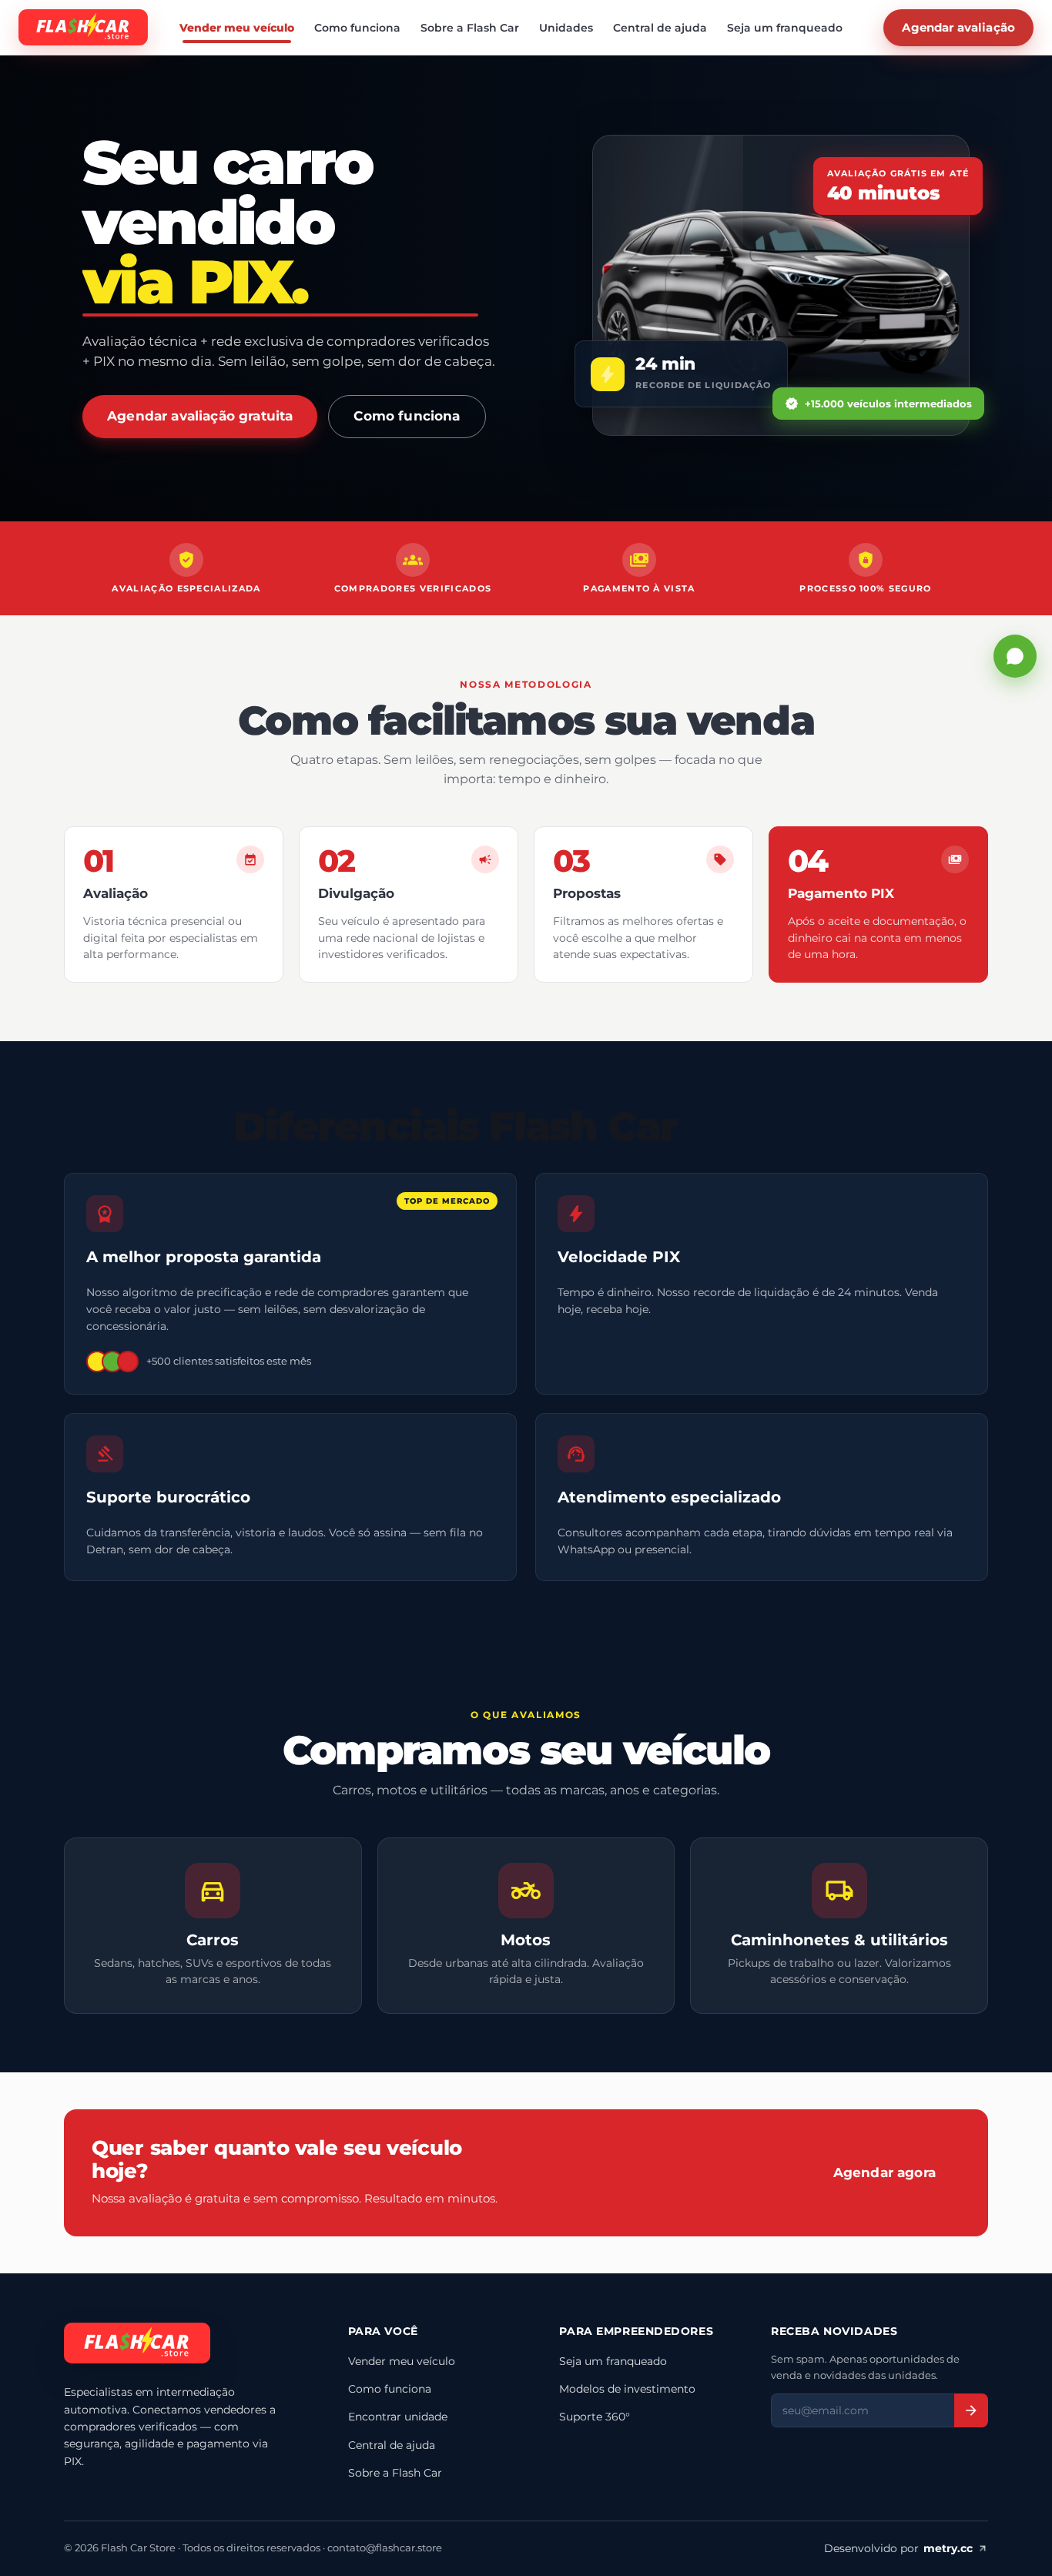 FLA$H CAR
.store
Vender meu veículo
Como funciona
Sobre a Flash Car
Unidades
Central de ajuda
Seja um franqueado
Agendar avaliação
Seu carro
vendido
via PIX.
Avaliação técnica + rede exclusiva de compradores verificados
+ PIX no mesmo dia. Sem leilão, sem golpe, sem dor de cabeça.
Agendar avaliação gratuita
Como funciona
AVALIAÇÃO GRÁTIS EM ATÉ
40 minutos
24 min
RECORDE DE LIQUIDAÇÃO
+15.000 veículos intermediados
AVALIAÇÃO ESPECIALIZADA
COMPRADORES VERIFICADOS
PAGAMENTO À VISTA
PROCESSO 100% SEGURO
NOSSA METODOLOGIA
Como facilitamos sua venda
Quatro etapas. Sem leilões, sem renegociações, sem golpes — focada no que
importa: tempo e dinheiro.
01
Avaliação
Vistoria técnica presencial ou
digital feita por especialistas em
alta performance.
02
Divulgação
Seu veículo é apresentado para
uma rede nacional de lojistas e
investidores verificados.
03
Propostas
Filtramos as melhores ofertas e
você escolhe a que melhor
atende suas expectativas.
04
Pagamento PIX
Após o aceite e documentação, o
dinheiro cai na conta em menos
de uma hora.
Diferenciais Flash Car
TOP DE MERCADO
A melhor proposta garantida
Nosso algoritmo de precificação e rede de compradores garantem que
você receba o valor justo — sem leilões, sem desvalorização de
concessionária.
+500 clientes satisfeitos este mês
Velocidade PIX
Tempo é dinheiro. Nosso recorde de liquidação é de 24 minutos. Venda
hoje, receba hoje.
Suporte burocrático
Cuidamos da transferência, vistoria e laudos. Você só assina — sem fila no
Detran, sem dor de cabeça.
Atendimento especializado
Consultores acompanham cada etapa, tirando dúvidas em tempo real via
WhatsApp ou presencial.
O QUE AVALIAMOS
Compramos seu veículo
Carros, motos e utilitários — todas as marcas, anos e categorias.
Carros
Sedans, hatches, SUVs e esportivos de todas
as marcas e anos.
Motos
Desde urbanas até alta cilindrada. Avaliação
rápida e justa.
Caminhonetes & utilitários
Pickups de trabalho ou lazer. Valorizamos
acessórios e conservação.
Quer saber quanto vale seu veículo
hoje?
Nossa avaliação é gratuita e sem compromisso. Resultado em minutos.
Agendar agora
FLA$H CAR
.store
Especialistas em intermediação
automotiva. Conectamos vendedores a
compradores verificados — com
segurança, agilidade e pagamento via
PIX.
PARA VOCÊ
Vender meu veículo
Como funciona
Encontrar unidade
Central de ajuda
Sobre a Flash Car
PARA EMPREENDEDORES
Seja um franqueado
Modelos de investimento
Suporte 360°
RECEBA NOVIDADES
Sem spam. Apenas oportunidades de
venda e novidades das unidades.
seu@email.com
© 2026 Flash Car Store · Todos os direitos reservados · contato@flashcar.store
Desenvolvido por metry.cc